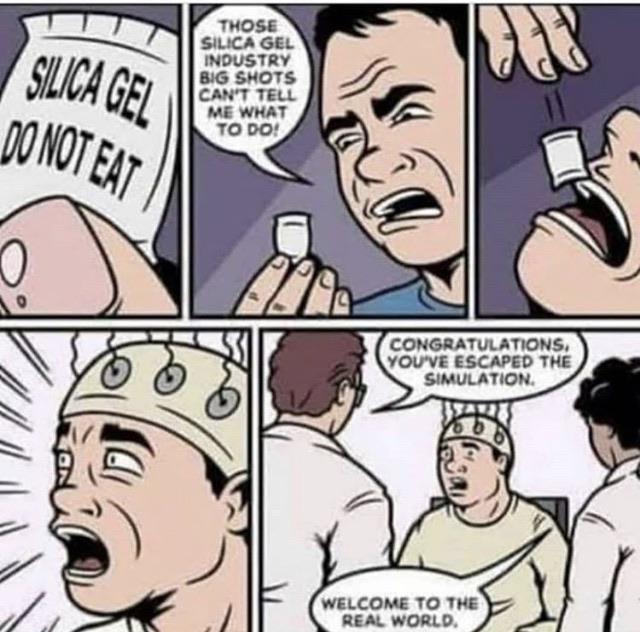 SILICA GEL
DO NOT EAT
THOSE
SILICA GEL
INDUSTRY
BIG SHOTS
CAN'T TELL
ME WHAT
TO DO!
CONGRATULATIONS,
YOU'VE ESCAPED THE
SIMULATION.
WELCOME TO THE
REAL WORLD.